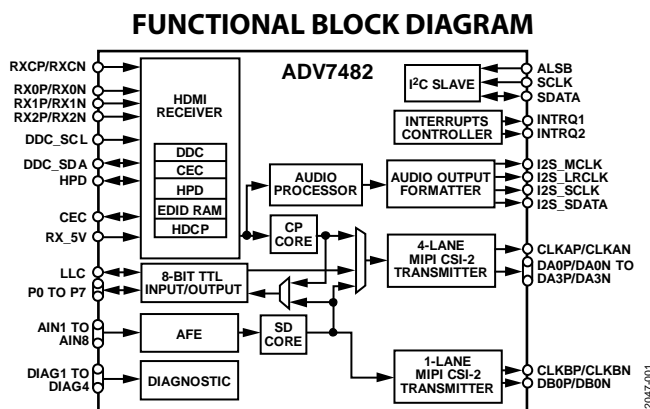 FUNCTIONAL BLOCK DIAGRAM
ADV7482
RXCP/RXCN
RX0P/RX0N
RX1P/RX1N
RX2P/RX2N
DDC_SCL
DDC_SDA
HPD
CEC
RX_5V
LLC
P0 TO P7
AIN1 TO
AIN8
DIAG1 TO
DIAG4
HDMI
RECEIVER
DDC
CEC
HPD
EDID RAM
HDCP
8-BIT TTL
INPUT/OUTPUT
AFE
DIAGNOSTIC
CP
CORE
SD
CORE
AUDIO
PROCESSOR
I2C SLAVE
INTERRUPTS
CONTROLLER
AUDIO OUTPUT
FORMATTER
4-LANE
MIPI CSI-2
TRANSMITTER
1-LANE
MIPI CSI-2
TRANSMITTER
ALSB
SCLK
SDATA
INTRQ1
INTRQ2
I2S_MCLK
I2S_LRCLK
I2S_SCLK
I2S_SDATA
CLKAP/CLKAN
DA0P/DA0N TO
DA3P/DA3N
CLKBP/CLKBN
DB0P/DB0N